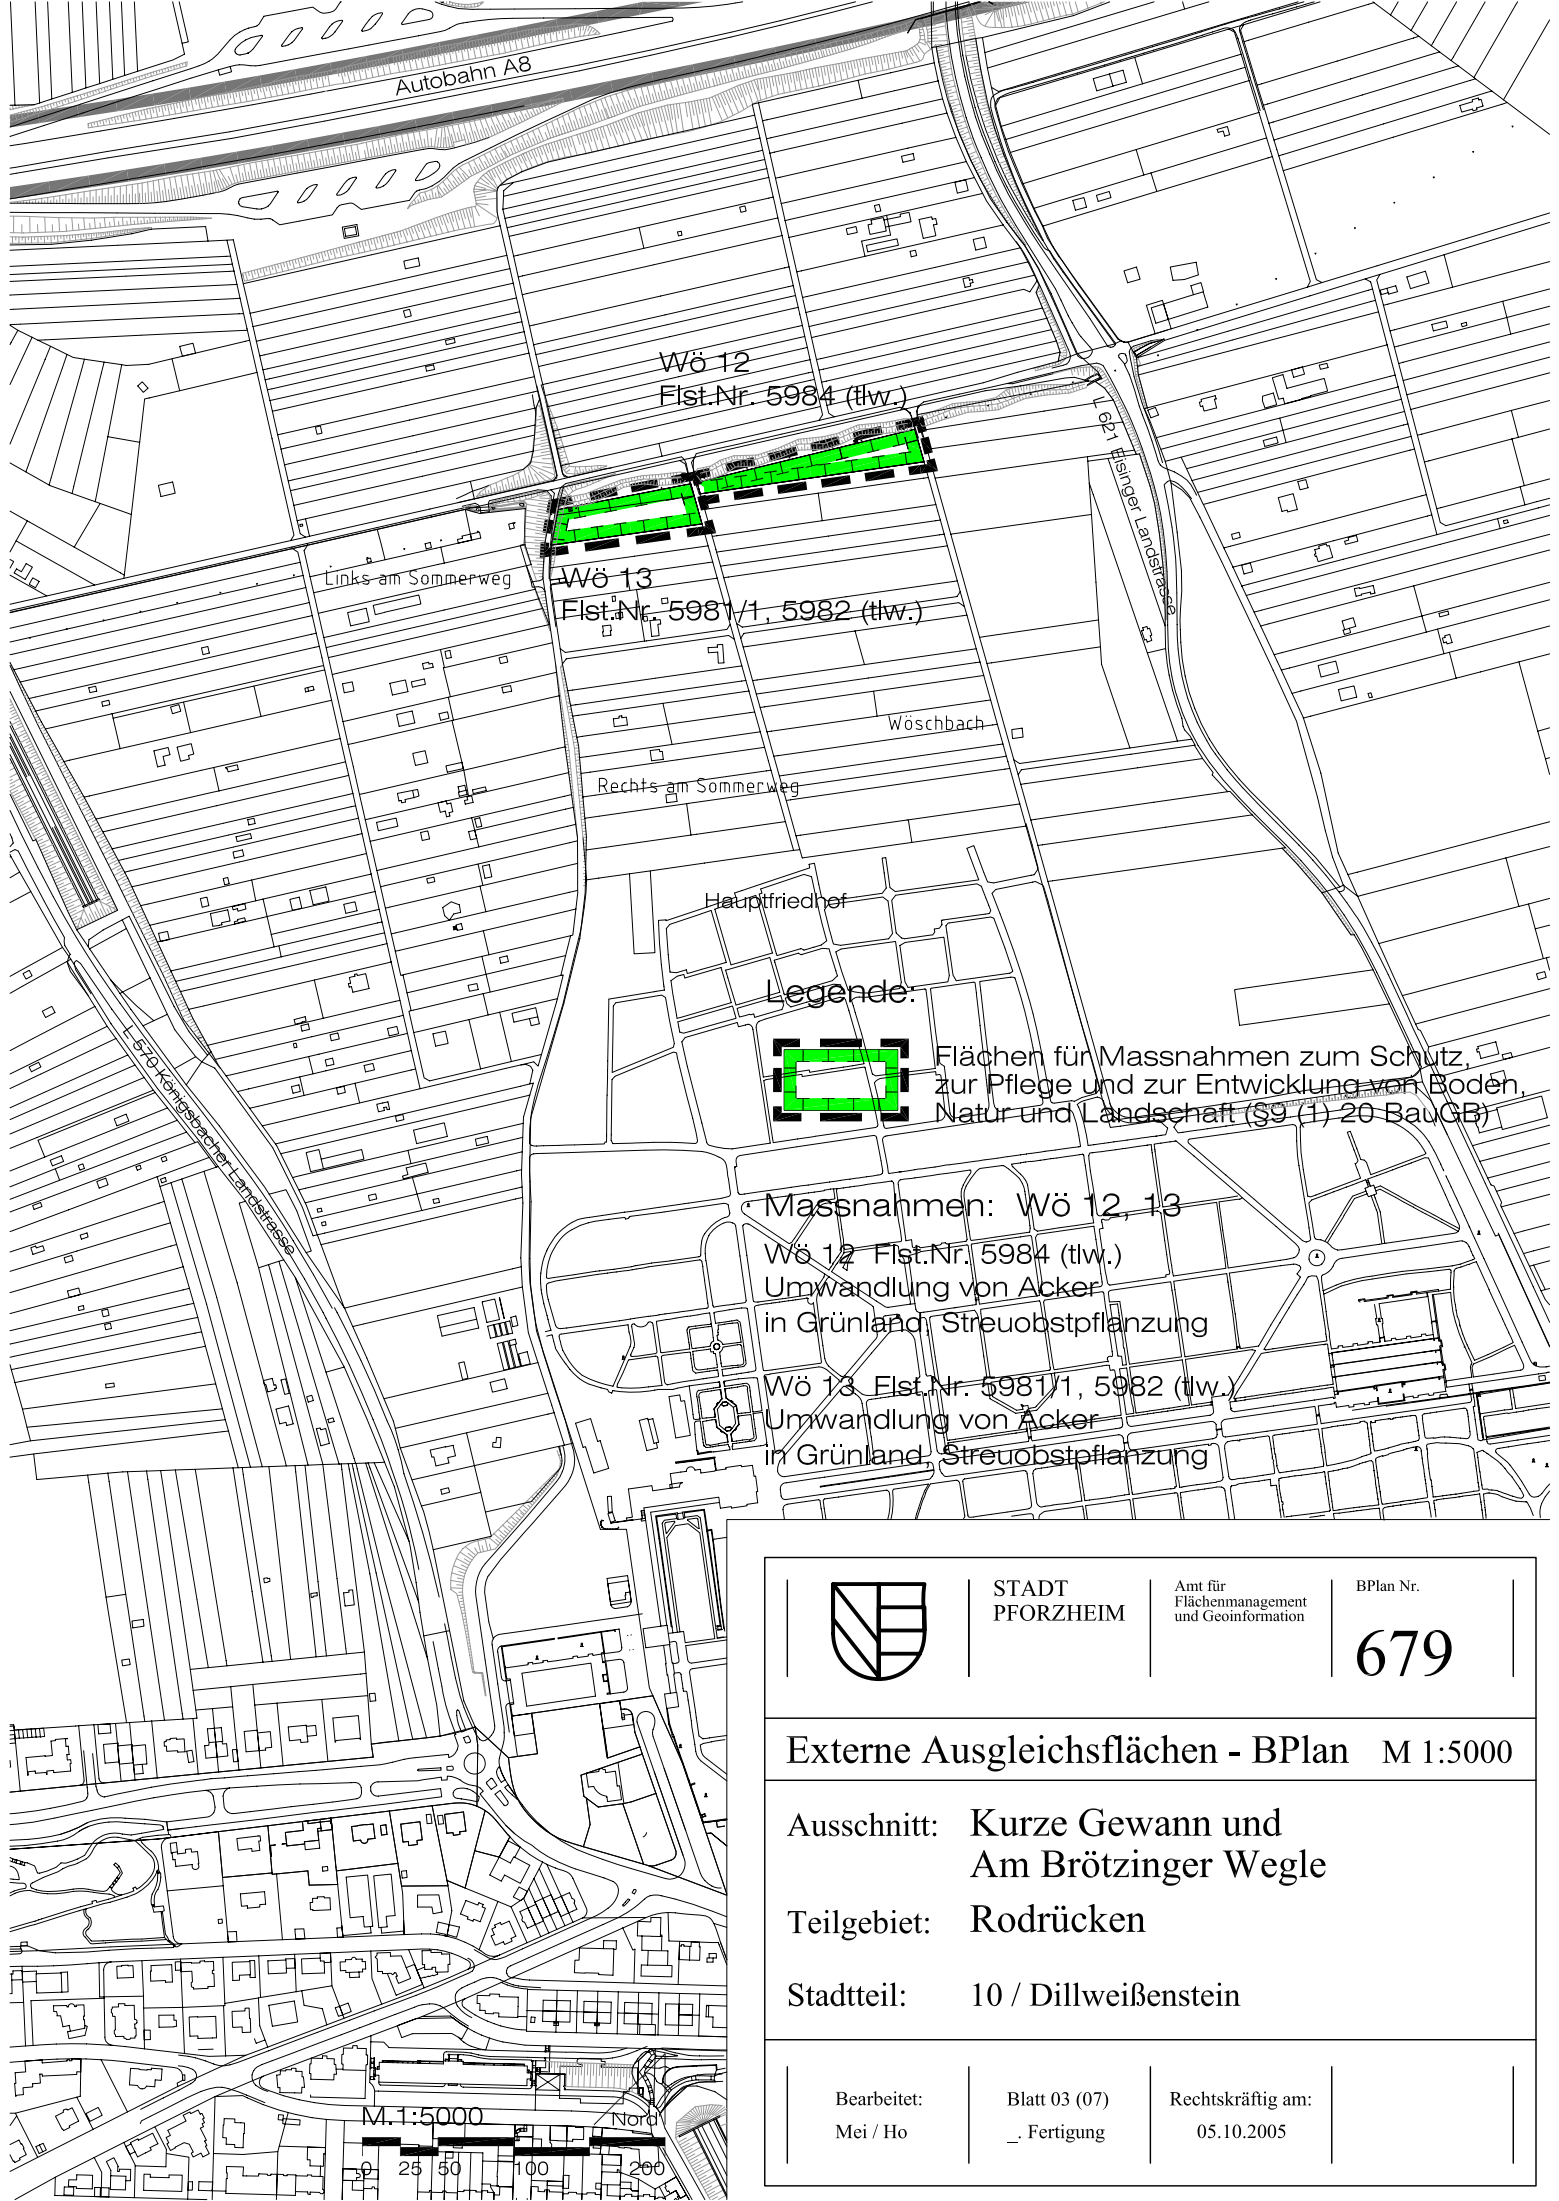 Autobahn A8
Wö 12
Flst.Nr. 5984 (tlw.)
L 621 Eisinger Landstrasse
Links am Sommerweg
Wö 13
Flst.Nr. 5981/1, 5982 (tlw.)
Wöschbach
Rechts am Sommerweg
Hauptfriedhof
L 570 Königsbacher Landstrasse
Legende:
Flächen für Massnahmen zum Schutz,
zur Pflege und zur Entwicklung von Boden,
Natur und Landschaft (§9 (1) 20 BauGB)
Massnahmen: Wö 12, 13
Wö 12 Flst.Nr. 5984 (tlw.)
Umwandlung von Acker
in Grünland, Streuobstpflanzung
Wö 13 Flst.Nr. 5981/1, 5982 (tlw.)
Umwandlung von Acker
in Grünland, Streuobstpflanzung
STADT
PFORZHEIM
Amt für
Flächenmanagement
und Geoinformation
BPlan Nr.
679
Externe Ausgleichsflächen - BPlan M 1:5000
Ausschnitt: Kurze Gewann und
Am Brötzinger Wegle
Teilgebiet: Rodrücken
Stadtteil: 10 / Dillweißenstein
Bearbeitet:
Mei / Ho
Blatt 03 (07)
_. Fertigung
Rechtskräftig am:
05.10.2005
M.1:5000
Nord
0 25 50 100 200